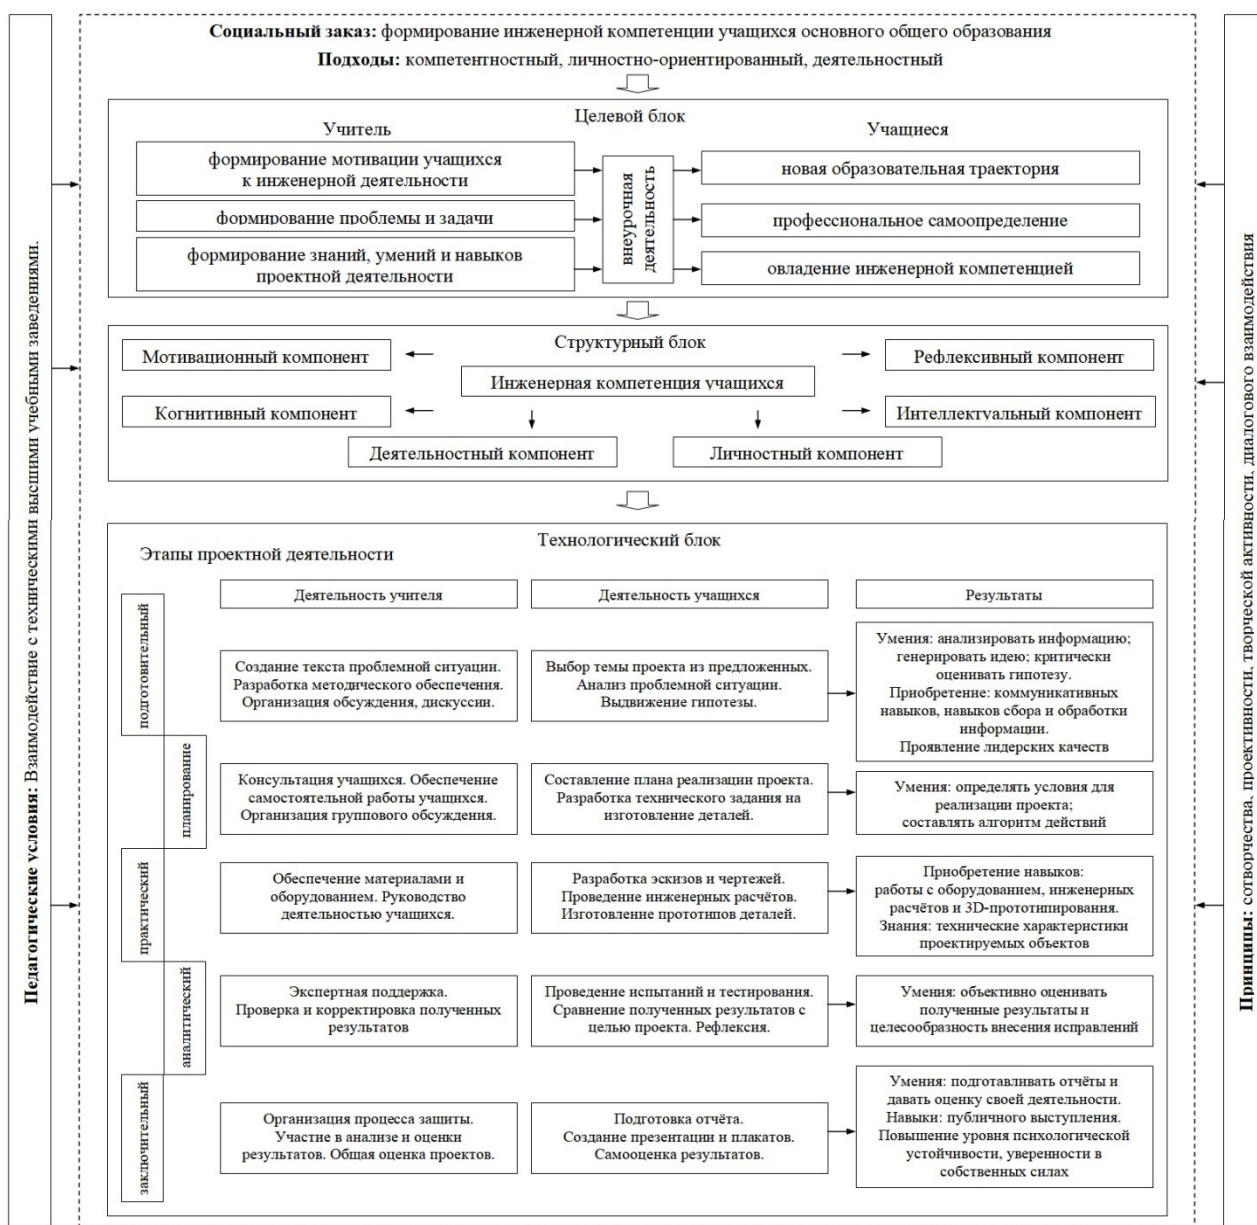 Социальный заказ: формирование инженерной компетенции учащихся основного общего образования
Подходы: компетентностный, личностно-ориентированный, деятельностный
Педагогические условия: Взаимодействие с техническими высшими учебными заведениями.
Целевой блок
Учитель
Учащиеся
формирование мотивации учащихся
к инженерной деятельности
формирование проблемы и задачи
формирование знаний, умений и навыков
проектной деятельности
внеурочная
деятельность
новая образовательная траектория
профессиональное самоопределение
овладение инженерной компетенцией
Структурный блок
Мотивационный компонент
Рефлексивный компонент
Инженерная компетенция учащихся
Когнитивный компонент
Интеллектуальный компонент
Деятельностный компонент
Личностный компонент
Технологический блок
Этапы проектной деятельности
Деятельность учителя
Деятельность учащихся
Результаты
подготовительный
Создание текста проблемной ситуации.
Разработка методического обеспечения.
Организация обсуждения, дискуссии.
Выбор темы проекта из предложенных.
Анализ проблемной ситуации.
Выдвижение гипотезы.
Умения: анализировать информацию;
генерировать идею; критически
оценивать гипотезу.
Приобретение: коммуникативных
навыков, навыков сбора и обработки
информации.
Проявление лидерских качеств
планирование
Консультация учащихся. Обеспечение
самостоятельной работы учащихся.
Организация группового обсуждения.
Составление плана реализации проекта.
Разработка технического задания на
изготовление деталей.
Умения: определять условия для
реализации проекта;
составлять алгоритм действий
практический
Обеспечение материалами и
оборудованием. Руководство
деятельностью учащихся.
Разработка эскизов и чертежей.
Проведение инженерных расчётов.
Изготовление прототипов деталей.
Приобретение навыков:
работы с оборудованием, инженерных
расчётов и 3D-прототипирования.
Знания: технические характеристики
проектируемых объектов
аналитический
Экспертная поддержка.
Проверка и корректировка полученных
результатов
Проведение испытаний и тестирования.
Сравнение полученных результатов с
целью проекта. Рефлексия.
Умения: объективно оценивать
полученные результаты и
целесообразность внесения исправлений
заключительный
Организация процесса защиты.
Участие в анализе и оценки
результатов. Общая оценка проектов.
Подготовка отчёта.
Создание презентации и плакатов.
Самооценка результатов.
Умения: подготавливать отчёты и
давать оценку своей деятельности.
Навыки: публичного выступления.
Повышение уровня психологической
устойчивости, уверенности в
собственных силах
Принципы: сотворчества, проективности, творческой активности, диалогового взаимодействия